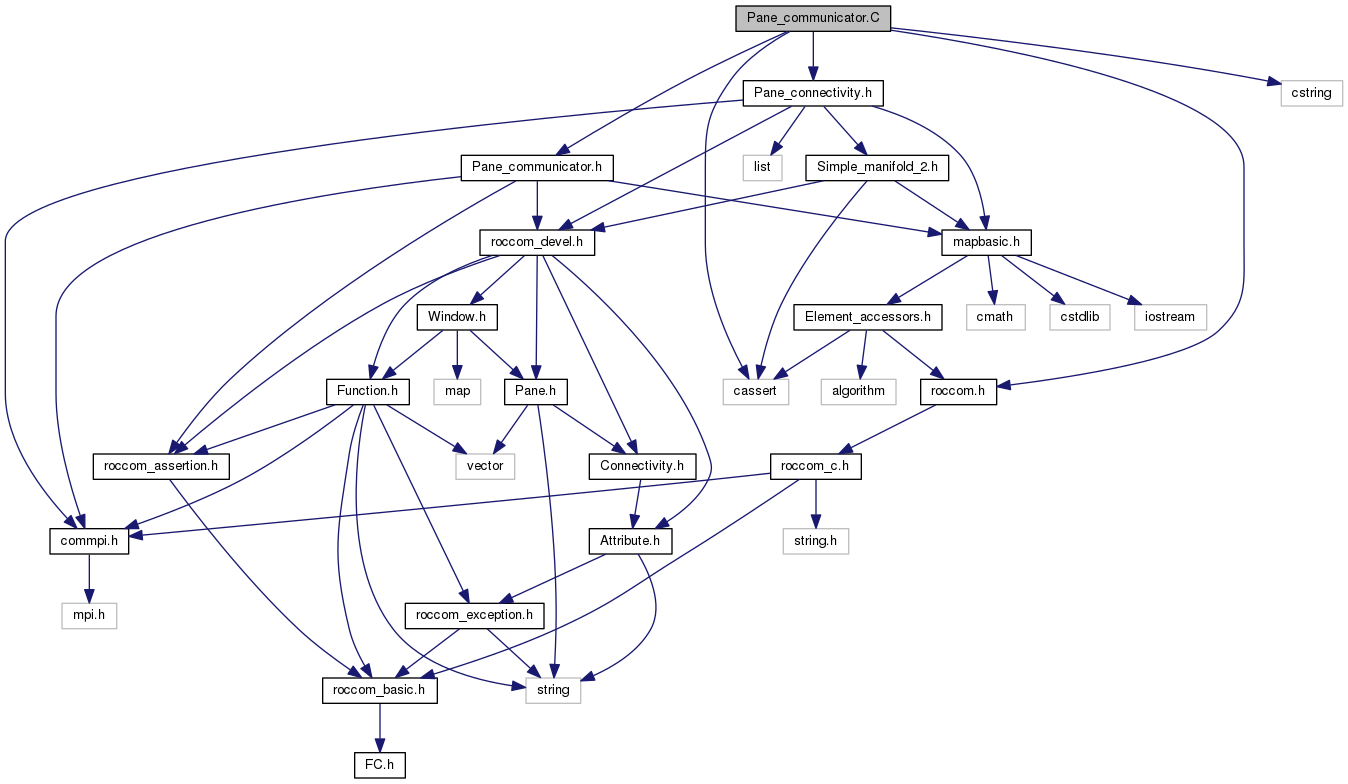 Pane_communicator.C
Pane_connectivity.h
cstring
Pane_communicator.h
list
Simple_manifold_2.h
roccom_devel.h
mapbasic.h
Window.h
Element_accessors.h
cmath
cstdlib
iostream
Function.h
map
Pane.h
cassert
algorithm
roccom.h
roccom_assertion.h
vector
Connectivity.h
roccom_c.h
commpi.h
Attribute.h
string.h
mpi.h
roccom_exception.h
roccom_basic.h
string
FC.h